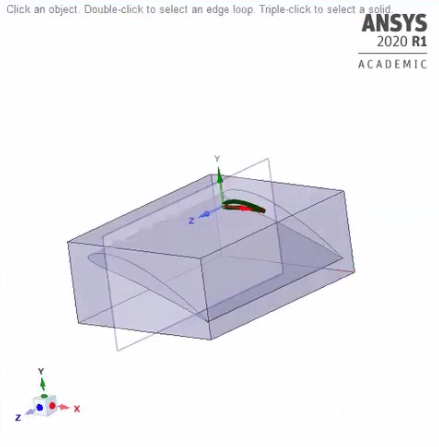 Click an object. Double-click to select an edge loop. Triple-click to select a solid.
ANSYS
2020 R1
ACADEMIC
Y
Z
Y
Z
X